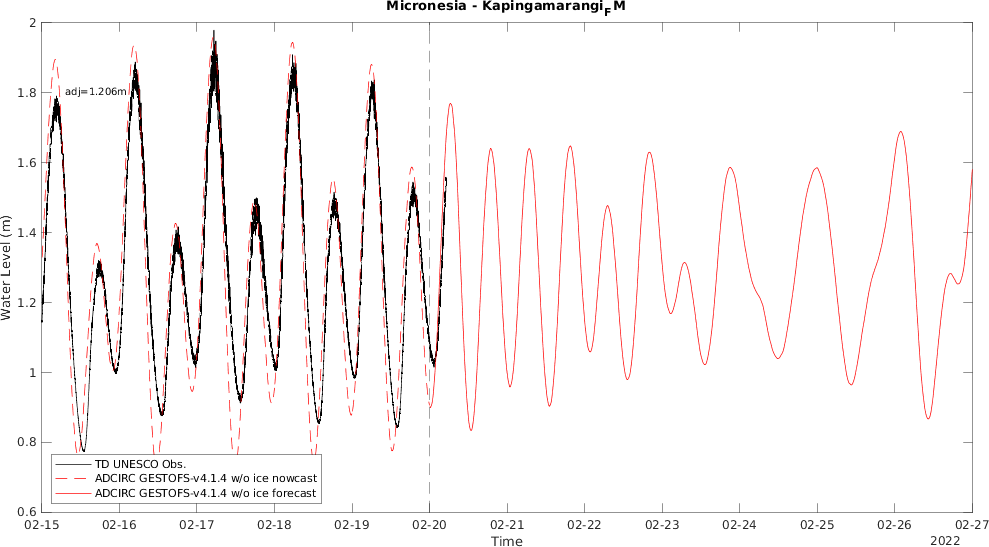 Micronesia - KapingamarangiFM
2
1.8
1.6
1.4
1.2
1
0.8
0.6
Water Level (m)
adj=1.206m
TD UNESCO Obs.
ADCIRC GESTOFS-v4.1.4 w/o ice nowcast
ADCIRC GESTOFS-v4.1.4 w/o ice forecast
02-15 02-16 02-17 02-18 02-19 02-20 02-21 02-22 02-23 02-24 02-25 02-26 02-27
Time
2022